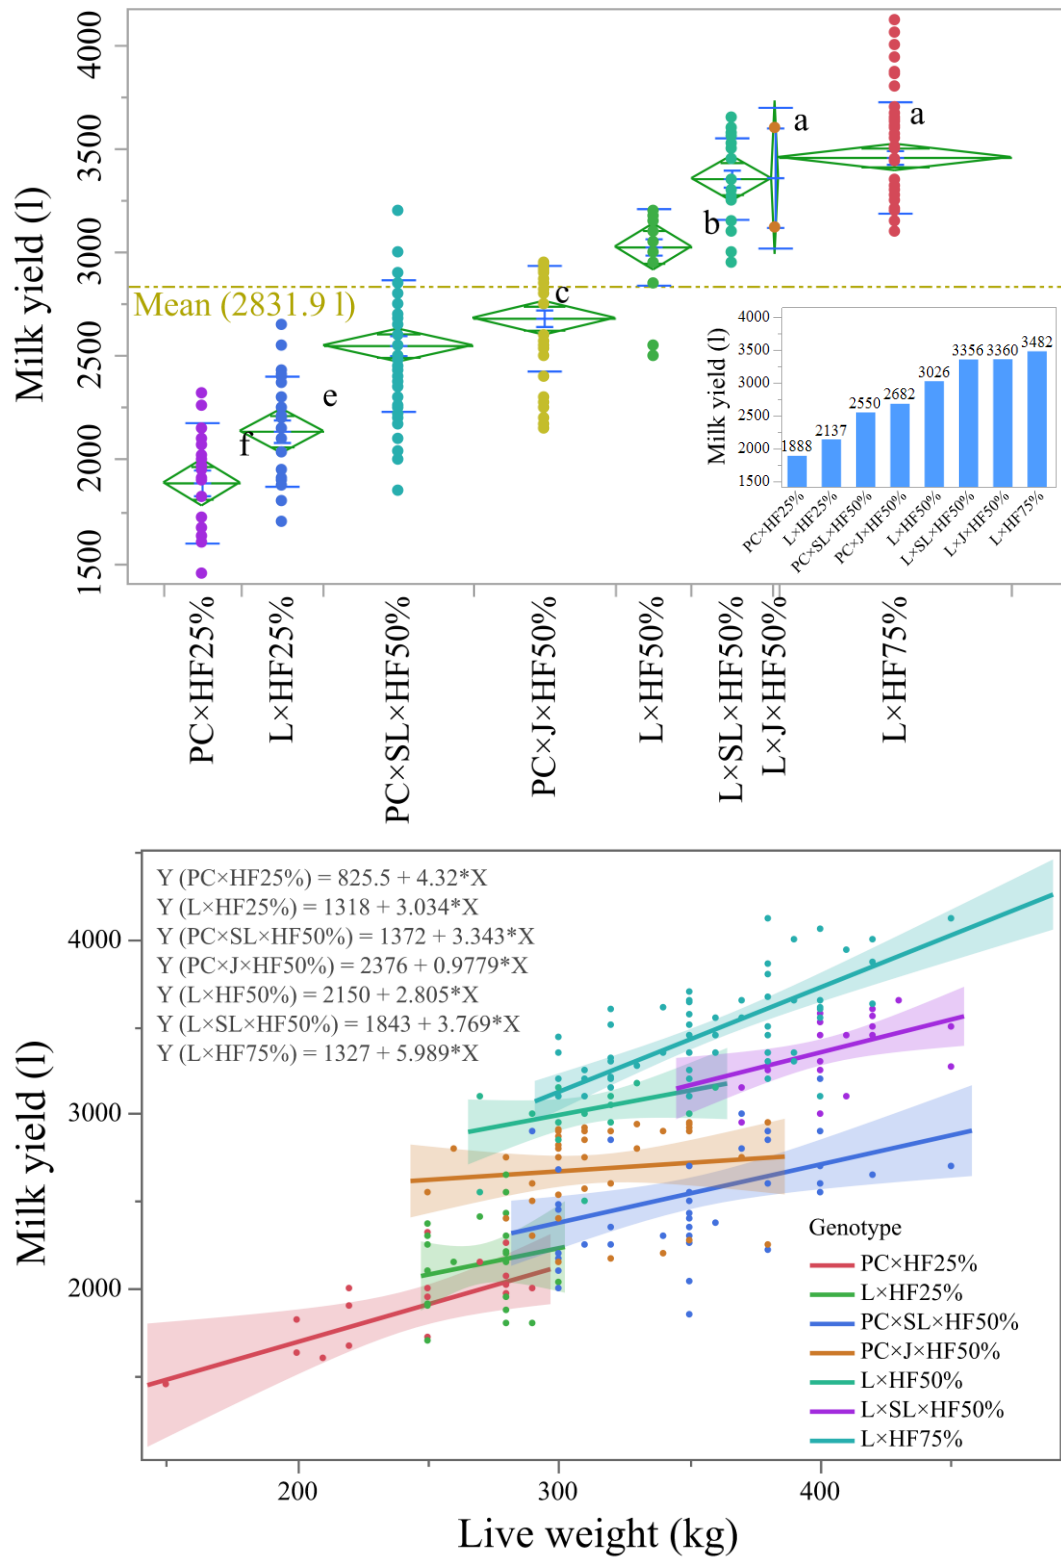 Milk yield (l)
4000
3500
3000
2500
2000
1500
Mean (2831.9 l)
f
e
c
b
a
a
Milk yield (l)
4000
3500
3000
2500
2000
1500
1888
2137
2550
2682
3026
3356
3360
3482
PC×HF25%
L×HF25%
PC×SL×HF50%
PC×J×HF50%
L×HF50%
L×SL×HF50%
L×J×HF50%
L×HF75%
PC×HF25%
L×HF25%
PC×SL×HF50%
PC×J×HF50%
L×HF50%
L×SL×HF50%
L×J×HF50%
L×HF75%
Y (PC×HF25%) = 825.5 + 4.32*X
Y (L×HF25%) = 1318 + 3.034*X
Y (PC×SL×HF50%) = 1372 + 3.343*X
Y (PC×J×HF50%) = 2376 + 0.9779*X
Y (L×HF50%) = 2150 + 2.805*X
Y (L×SL×HF50%) = 1843 + 3.769*X
Y (L×HF75%) = 1327 + 5.989*X
Milk yield (l)
4000
3000
2000
Genotype
PC×HF25%
L×HF25%
PC×SL×HF50%
PC×J×HF50%
L×HF50%
L×SL×HF50%
L×HF75%
200
300
400
Live weight (kg)